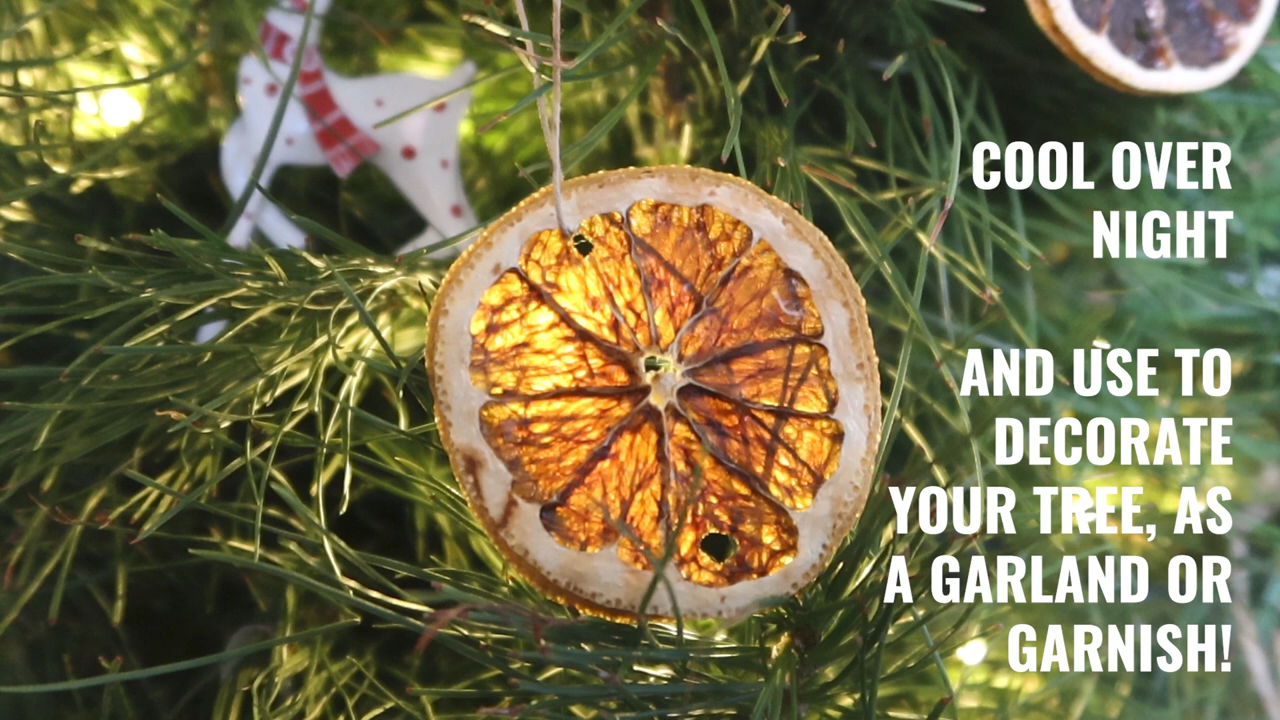 COOL OVER
NIGHT
AND USE TO
DECORATE
YOUR TREE, AS
A GARLAND OR
GARNISH!